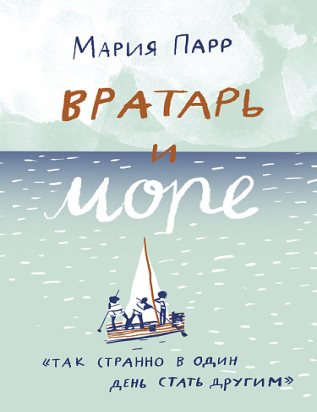 Мария Парр
Вратарь
и
море
«Так странно в один
день стать другим»